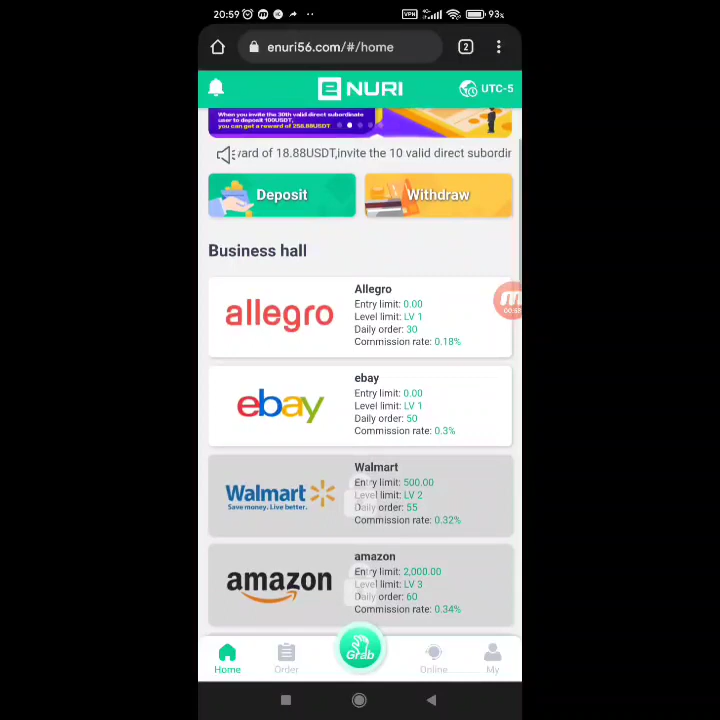 20:59
VPN
93%
enuri56.com/#/home
2
E NURI
UTC-5
When you invite the 30th valid direct subordinate
user to deposit 100USDT,
you can get a reward of 258.88USDT
ward of 18.88USDT,invite the 10 valid direct subordir
Deposit
Withdraw
Business hall
allegro
Allegro
Entry limit: 0.00
Level limit: LV 1
Daily order: 30
Commission rate: 0.18%
ebay
ebay
Entry limit: 0.00
Level limit: LV 1
Daily order: 50
Commission rate: 0.3%
Walmart
Save money. Live better.
Walmart
Entry limit: 500.00
Level limit: LV 2
Daily order: 55
Commission rate: 0.32%
amazon
amazon
Entry limit: 2,000.00
Level limit: LV 3
Daily order: 60
Commission rate: 0.34%
Grab
Home
Order
Online
My